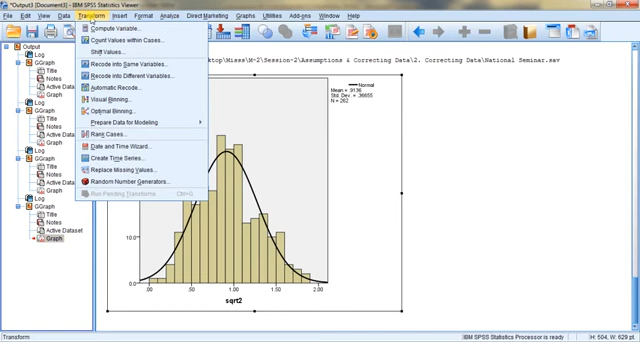 *Output3 [Document3] - IBM SPSS Statistics Viewer
File Edit View Data Transform Insert Format Analyze Direct Marketing Graphs Utilities Add-ons Window Help
Compute Variable...
Count Values within Cases...
Shift Values...
Recode into Same Variables...
Recode into Different Variables...
Automatic Recode...
Visual Binning...
Optimal Binning...
Prepare Data for Modeling
Rank Cases...
Date and Time Wizard...
Create Time Series...
Replace Missing Values...
Random Number Generators...
Run Pending Transforms Ctrl+G
Output
Log
GGraph
Title
Notes
Active Data
Graph
Log
GGraph
Title
Notes
Active Data
Graph
Log
GGraph
Title
Notes
Active Data
Graph
Log
GGraph
Title
Notes
Active Dataset
Graph
ktop\Misss\M-2\Session-2\Assumptions & Correcting Data\2. Correcting Data\National Seminar.sav
Normal
Mean = .9136
Std. Dev. = .36655
N = 262
10.0
0
.00 .50 1.00 1.50 2.00
sqrt2
Transform
IBM SPSS Statistics Processor is ready
H: 504, W: 629 pt.